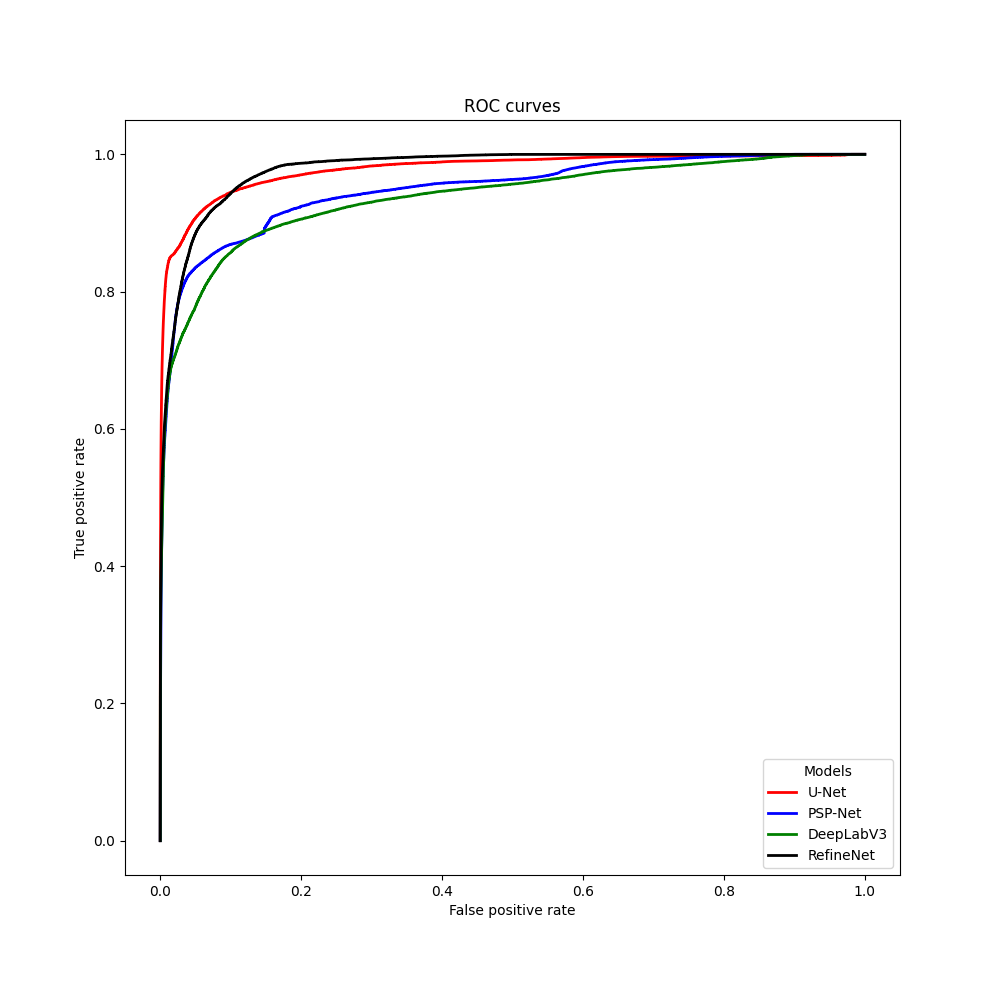 ROC curves
True positive rate
1.0
0.8
0.6
0.4
0.2
0.0
0.0 0.2 0.4 0.6 0.8 1.0
False positive rate
Models
U-Net
PSP-Net
DeepLabV3
RefineNet